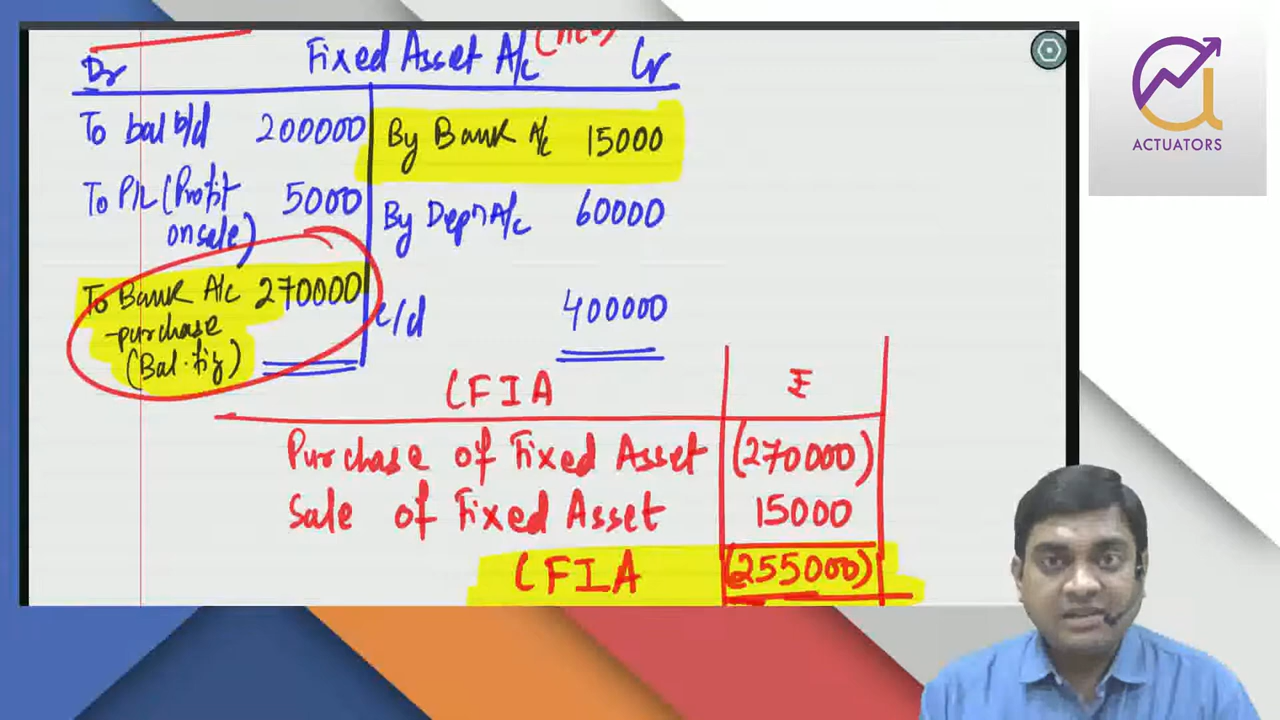 Fixed Asset A/c (net)
Dr Cr
To bal b/d 200000 By Bank A/c 15000
To P/L (Profit on sale) 5000 By Depn A/c 60000
To Bank A/c 270000
-purchase
(Bal. fig) c/d 400000
CFIA ₹
Purchase of Fixed Asset (270000)
Sale of Fixed Asset 15000
CFIA (255000)
ACTUATORS